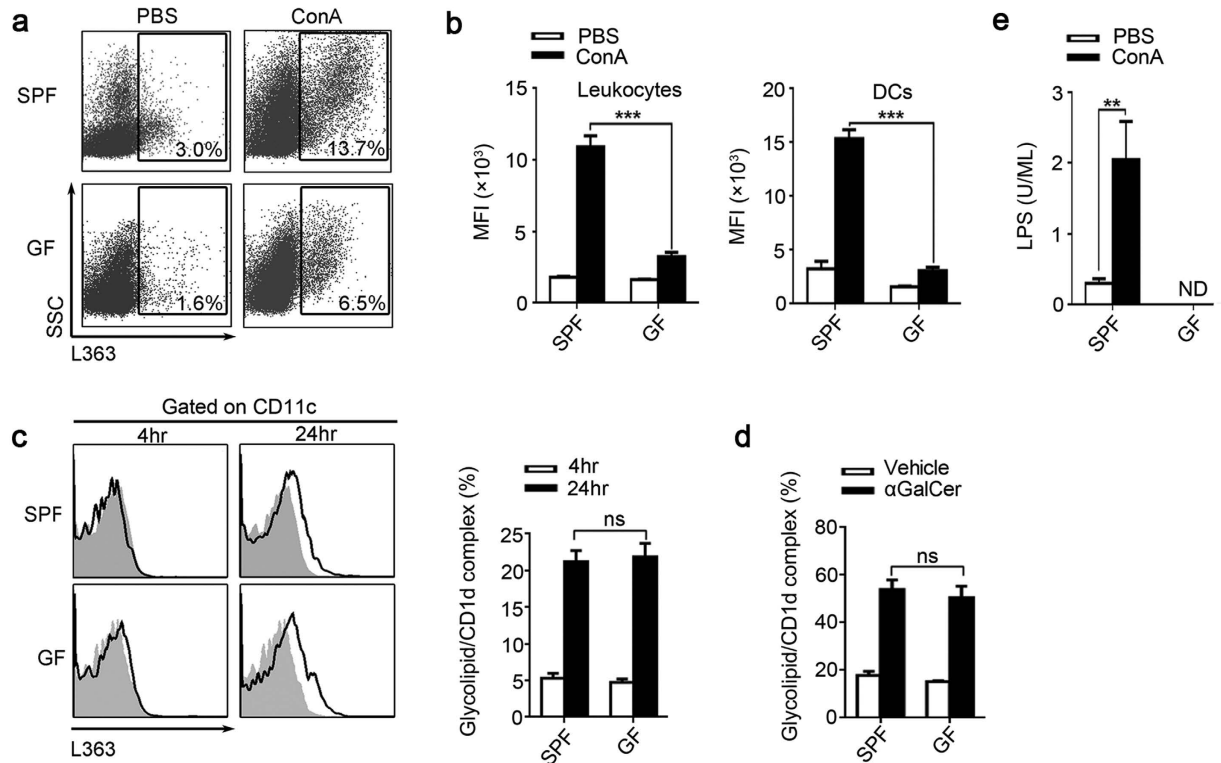 a
PBS
ConA
SPF
3.0%
13.7%
GF
1.6%
6.5%
SSC
L363
b
PBS
ConA
Leukocytes
***
MFI (×10³)
15
10
5
0
SPF
GF
DCs
***
MFI (×10³)
20
15
10
5
0
SPF
GF
e
PBS
ConA
**
LPS (U/ML)
3
2
1
0
ND
SPF
GF
c
Gated on CD11c
4hr
24hr
SPF
GF
L363
4hr
24hr
ns
Glycolipid/CD1d complex (%)
25
20
15
10
5
0
SPF
GF
d
Vehicle
αGalCer
ns
Glycolipid/CD1d complex (%)
80
60
40
20
0
SPF
GF